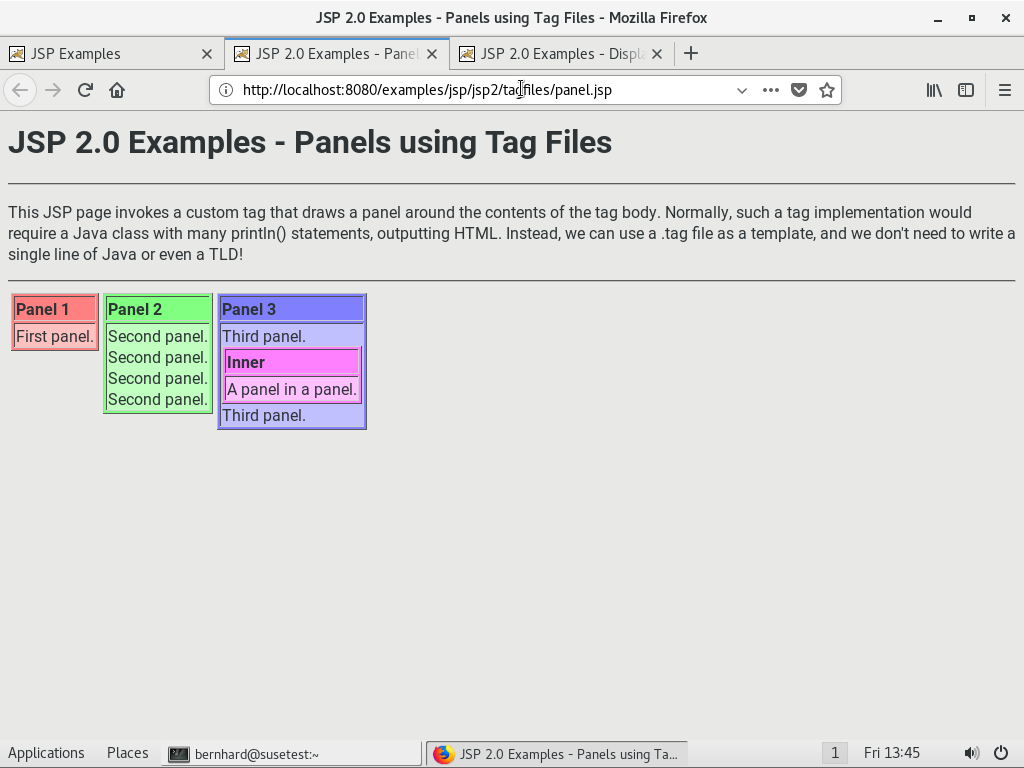 JSP 2.0 Examples - Panels using Tag Files - Mozilla Firefox
JSP Examples
JSP 2.0 Examples - Panel
JSP 2.0 Examples - Displa
http://localhost:8080/examples/jsp/jsp2/tagfiles/panel.jsp
JSP 2.0 Examples - Panels using Tag Files
This JSP page invokes a custom tag that draws a panel around the contents of the tag body. Normally, such a tag implementation would
require a Java class with many println() statements, outputting HTML. Instead, we can use a .tag file as a template, and we don't need to write a
single line of Java or even a TLD!
Panel 1
First panel.
Panel 2
Second panel.
Second panel.
Second panel.
Second panel.
Panel 3
Third panel.
Inner
A panel in a panel.
Third panel.
Applications
Places
bernhard@susetest:~
JSP 2.0 Examples - Panels using Ta...
1
Fri 13:45